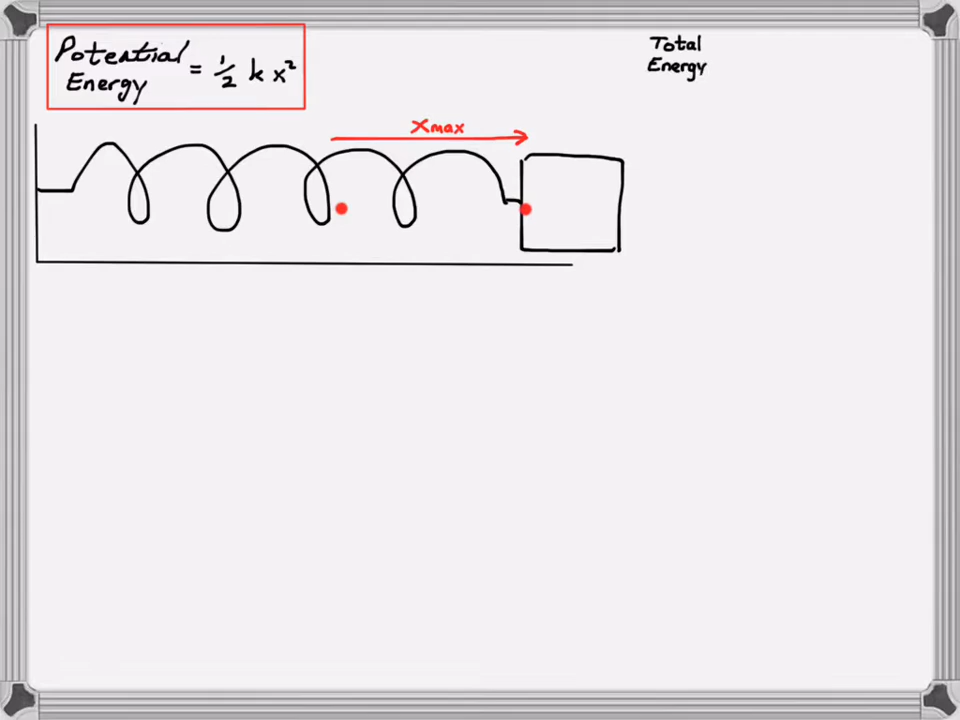 Potential
Energy = 1/2 k x²
Total
Energy
Xmax